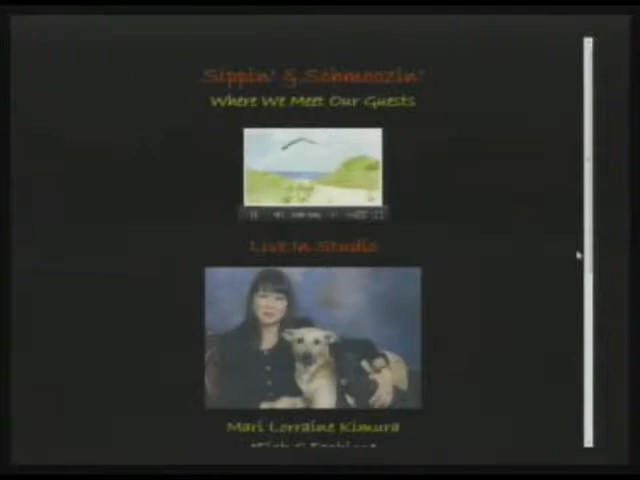 Sippin' & Schmoozin'
Where We Meet Our Guests
Live In Studio
Mari Lorraine Kimura